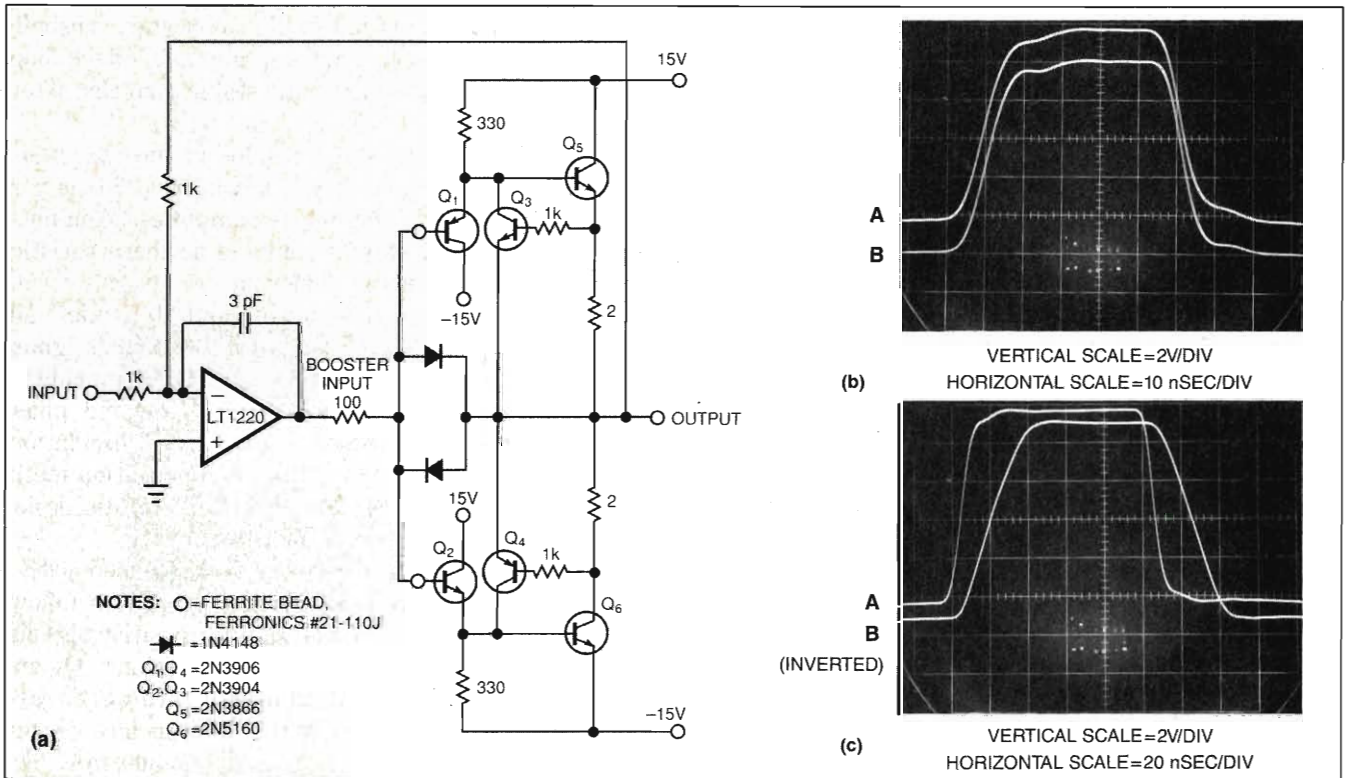 15V
330
Q5
1k
Q1
Q3
1k
−15V
2
3 pF
BOOSTER
INPUT
100
INPUT
1k
−
LT1220
+
OUTPUT
2
15V
Q4
1k
Q2
Q6
330
−15V
NOTES: =FERRITE BEAD,
FERRONICS #21-110J
=1N4148
Q1,Q4=2N3906
Q2,Q3=2N3904
Q5=2N3866
Q6=2N5160
(a)
A
B
VERTICAL SCALE=2V/DIV
(b)
HORIZONTAL SCALE=10 nSEC/DIV
A
B
(INVERTED)
VERTICAL SCALE=2V/DIV
(c)
HORIZONTAL SCALE=20 nSEC/DIV